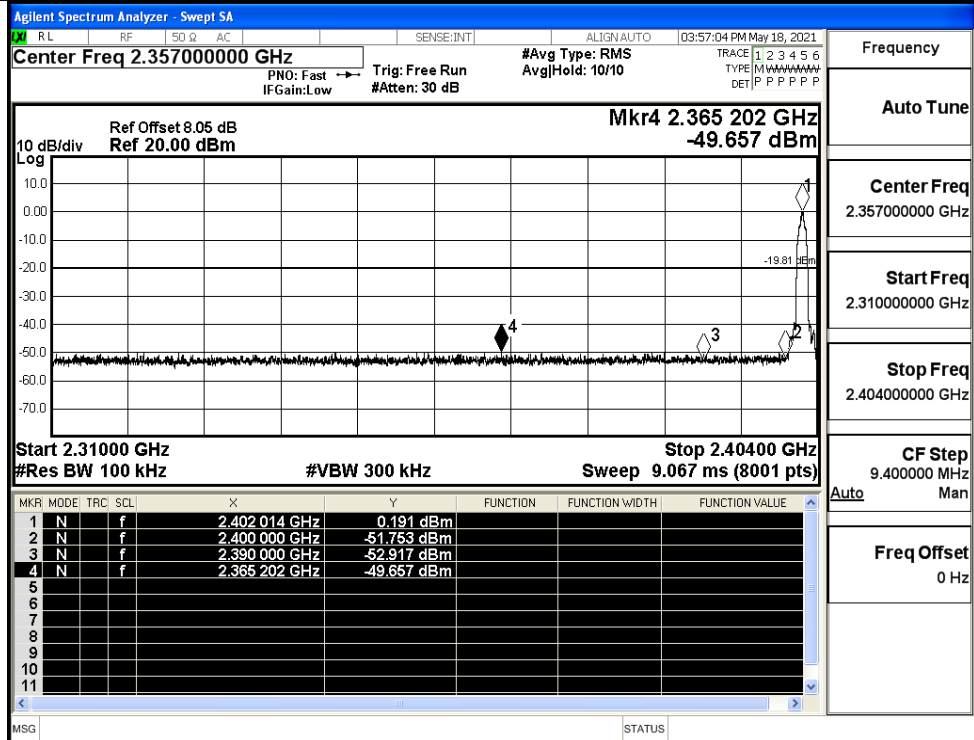 Agilent Spectrum Analyzer - Swept SA
LXI RL RF 50 Ω AC SENSE:INT ALIGNAUTO 03:57:04 PM May 18, 2021
Center Freq 2.357000000 GHz
PNO: Fast
IFGain:Low
Trig: Free Run
#Atten: 30 dB
#Avg Type: RMS
Avg|Hold: 10/10
TRACE 1 2 3 4 5 6
TYPE M W W W W W
DET P P P P P P
Mkr4 2.365 202 GHz
-49.657 dBm
Ref Offset 8.05 dB
10 dB/div Ref 20.00 dBm
Log
10.0
0.00
-10.0
-20.0
-30.0
-40.0
-50.0
-60.0
-70.0
1
-19.81 dBm
4
3
2
Start 2.31000 GHz Stop 2.40400 GHz
#Res BW 100 kHz #VBW 300 kHz Sweep 9.067 ms (8001 pts)
MKR MODE TRC SCL X Y FUNCTION FUNCTION WIDTH FUNCTION VALUE
1 N f 2.402 014 GHz 0.191 dBm
2 N f 2.400 000 GHz -51.753 dBm
3 N f 2.390 000 GHz -52.917 dBm
4 N f 2.365 202 GHz -49.657 dBm
5
6
7
8
9
10
11
MSG STATUS
Frequency
Auto Tune
Center Freq
2.357000000 GHz
Start Freq
2.310000000 GHz
Stop Freq
2.404000000 GHz
CF Step
9.400000 MHz
Auto Man
Freq Offset
0 Hz